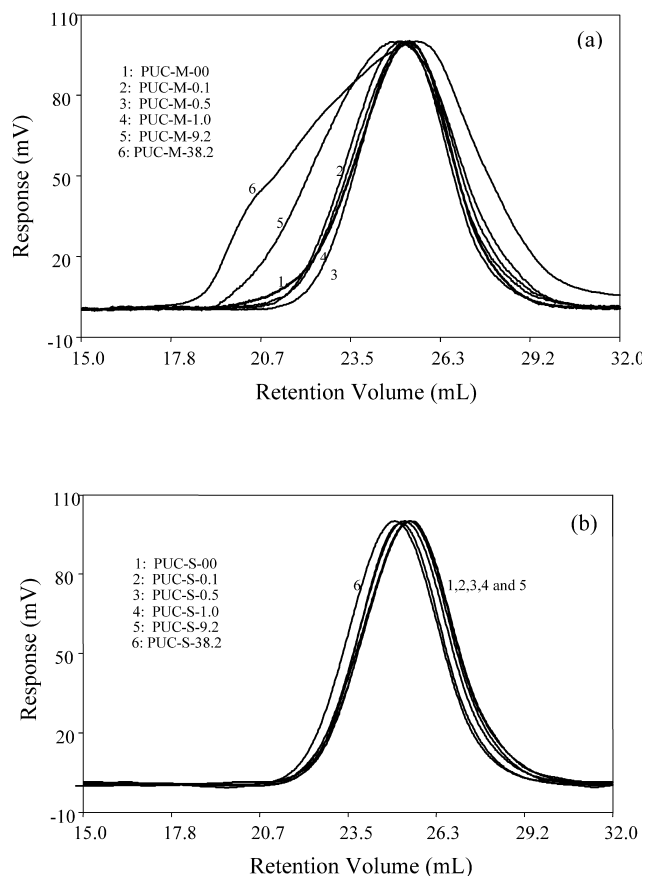 110
(a)
1: PUC-M-00
2: PUC-M-0.1
3: PUC-M-0.5
4: PUC-M-1.0
5: PUC-M-9.2
6: PUC-M-38.2
80
50
20
-10
Response (mV)
6
5
2
1
4
3
15.0 17.8 20.7 23.5 26.3 29.2 32.0
Retention Volume (mL)
110
(b)
1: PUC-S-00
2: PUC-S-0.1
3: PUC-S-0.5
4: PUC-S-1.0
5: PUC-S-9.2
6: PUC-S-38.2
80
50
20
-10
Response (mV)
6
1,2,3,4 and 5
15.0 17.8 20.7 23.5 26.3 29.2 32.0
Retention Volume (mL)